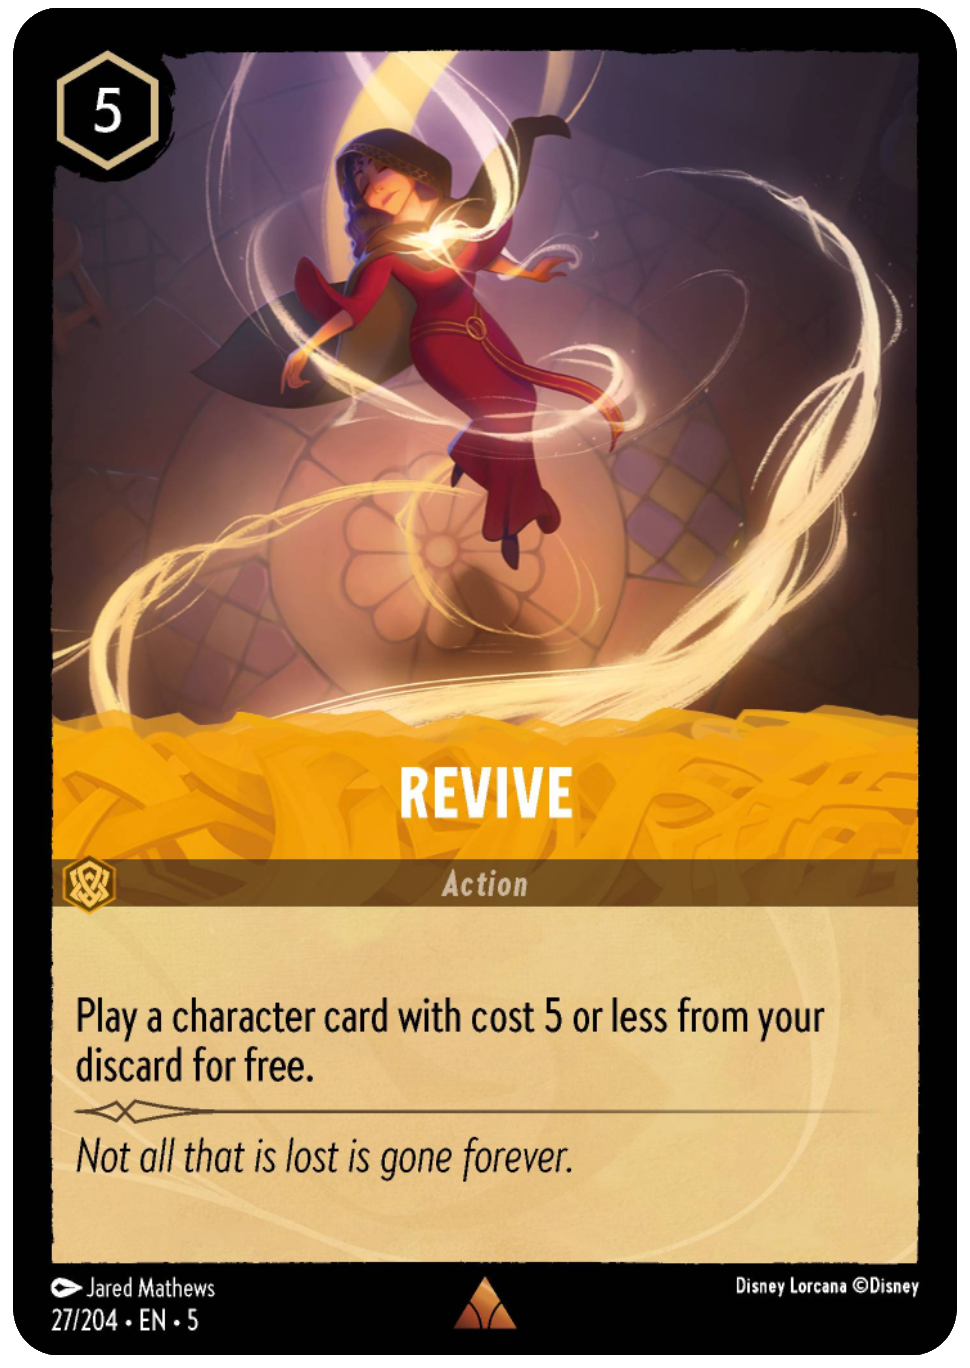 5
REVIVE
Action
Play a character card with cost 5 or less from your
discard for free.
Not all that is lost is gone forever.
Jared Mathews
27/204 • EN • 5
Disney Lorcana ©Disney